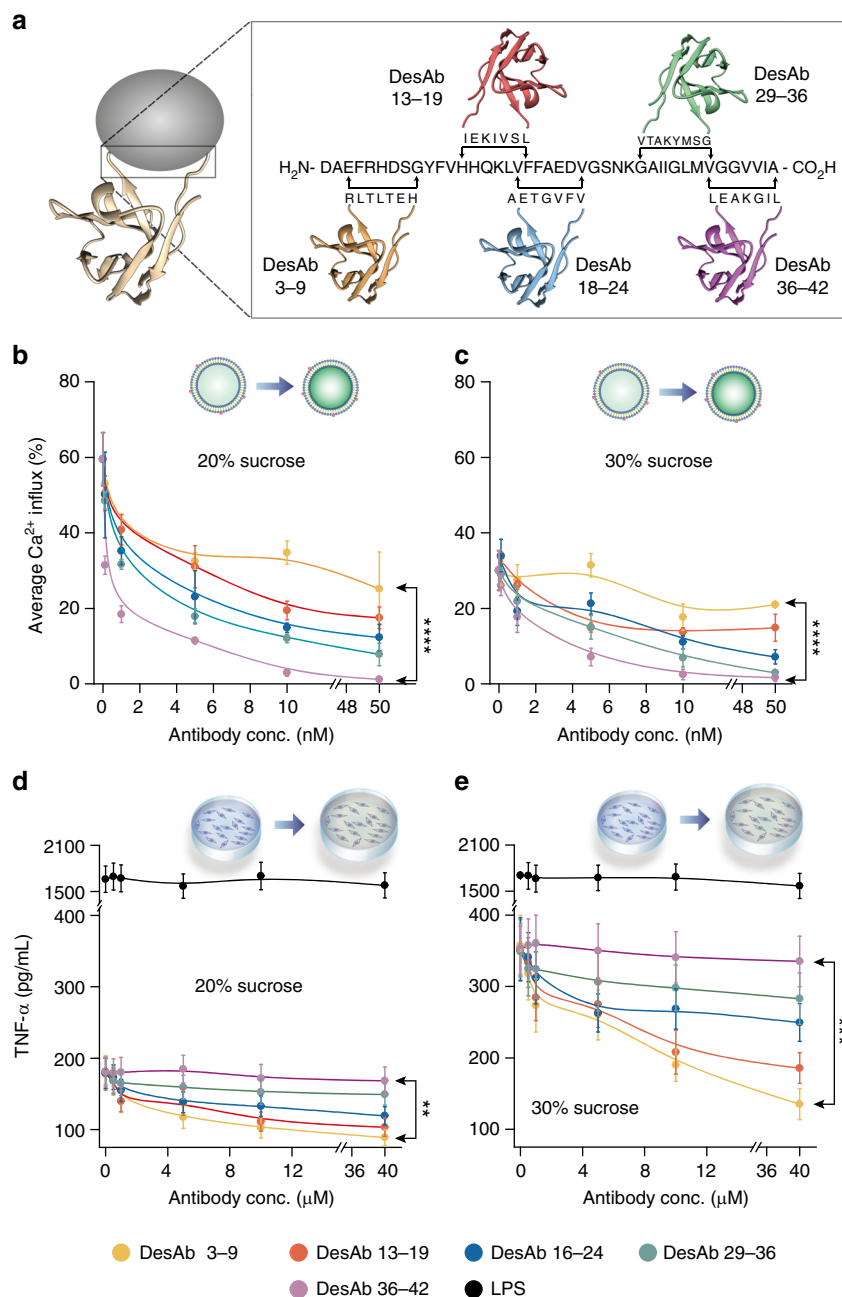 a
DesAb
13–19
DesAb
29–36
IEKIVSL
VTAKYMSG
H2N- DAEFRHDSGYFVHHQKLVFFAEDVGSNKGAIIGLMVGGVVIA - CO2H
RLTLTEH
AETGVFV
LEAKGIL
DesAb
3–9
DesAb
18–24
DesAb
36–42
b
c
80
60
40
20
0
Average Ca2+ influx (%)
20% sucrose
****
0 2 4 6 8 10 48 50
Antibody conc. (nM)
80
60
40
20
0
30% sucrose
****
0 2 4 6 8 10 48 50
Antibody conc. (nM)
d
e
2100
1500
400
300
200
100
TNF-α (pg/mL)
20% sucrose
**
0 4 8 12 36 40
Antibody conc. (μM)
2100
1500
400
300
200
100
30% sucrose
***
0 4 8 12 36 40
Antibody conc. (μM)
DesAb 3–9
DesAb 13–19
DesAb 16–24
DesAb 29–36
DesAb 36–42
LPS